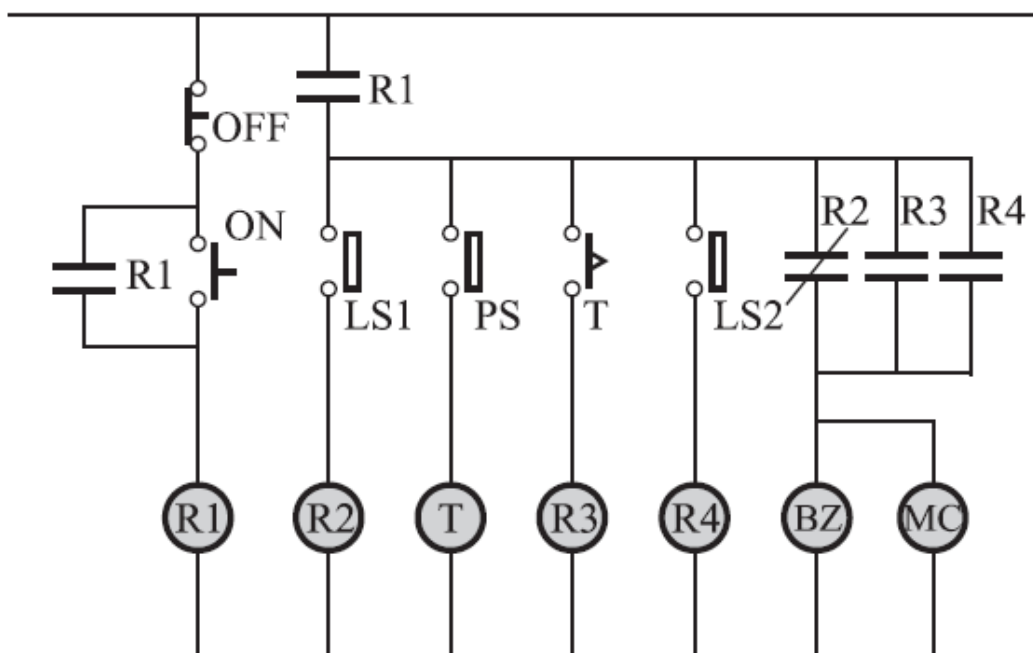 R1
OFF
R2 R3 R4
ON
R1
LS1 PS T LS2
R1 R2 T R3 R4 BZ MC